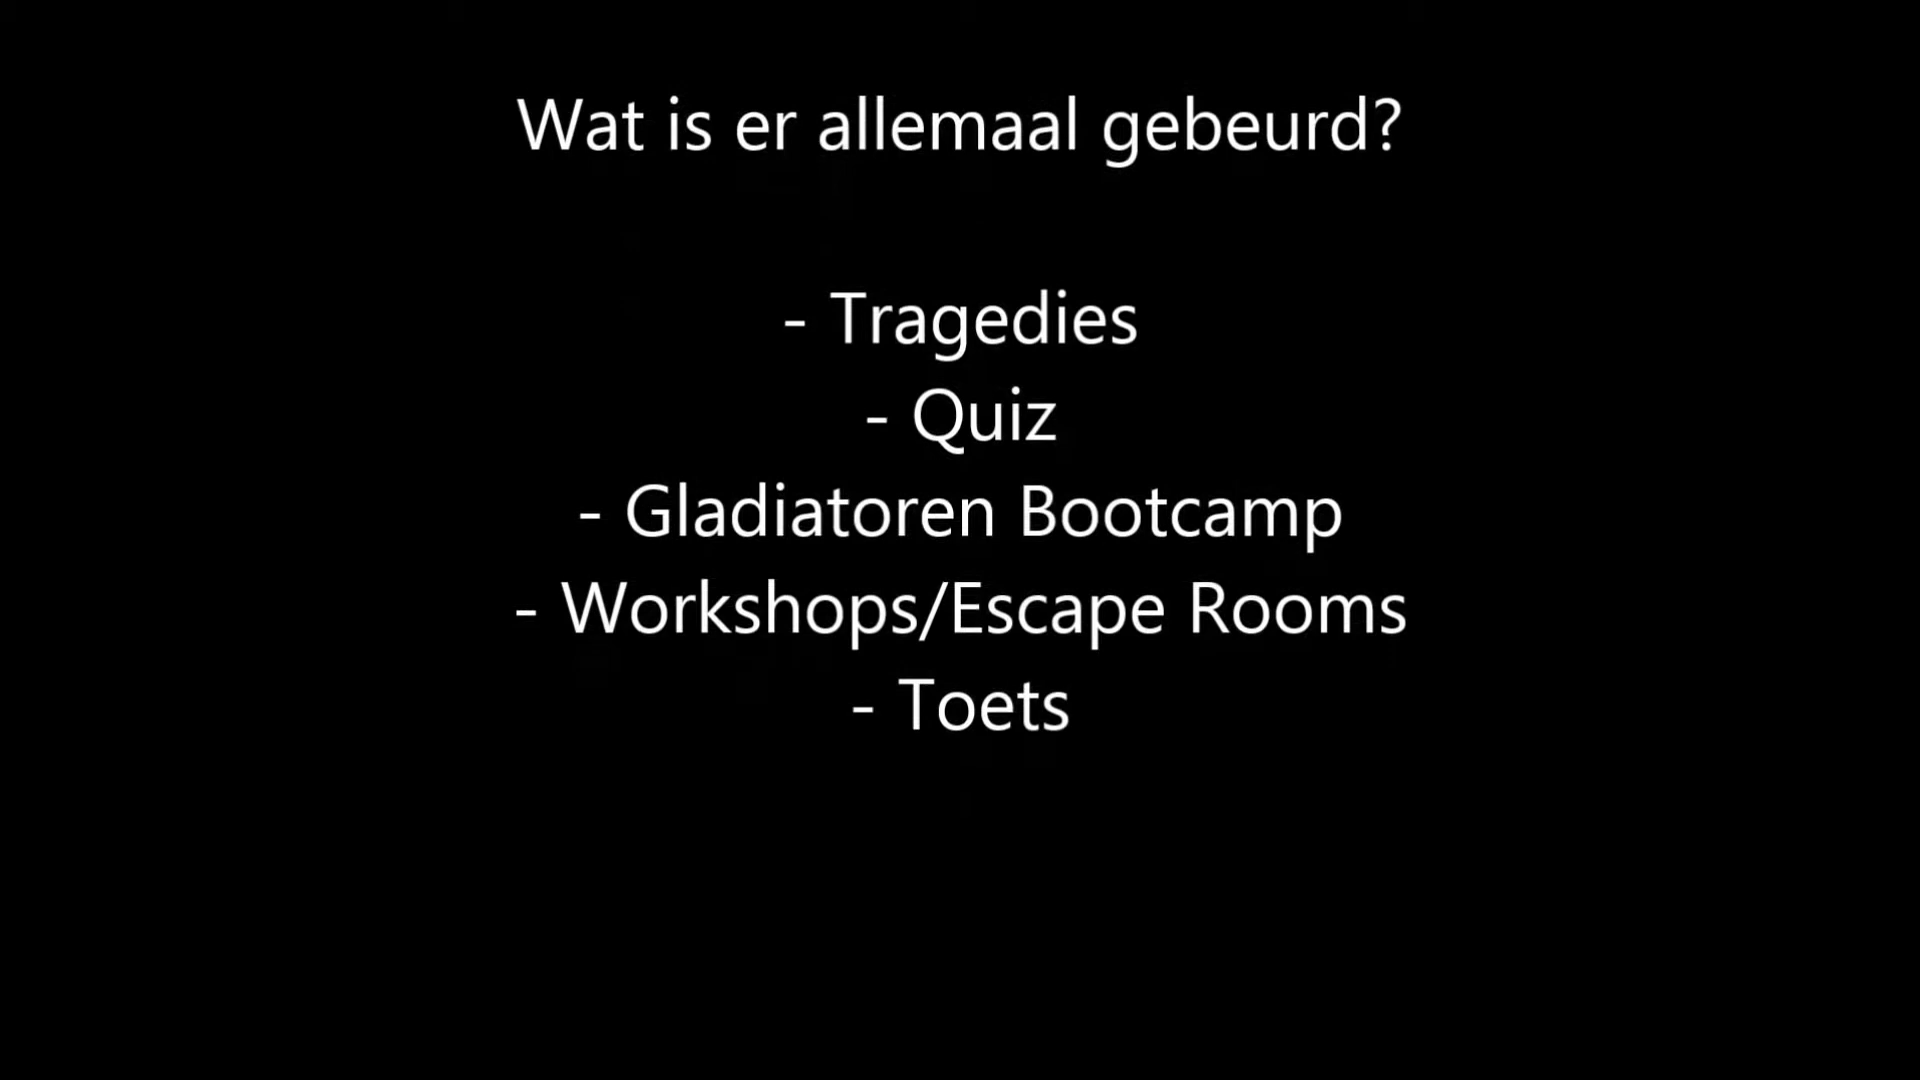 Wat is er allemaal gebeurd?
- Tragedies
- Quiz
- Gladiatoren Bootcamp
- Workshops/Escape Rooms
- Toets